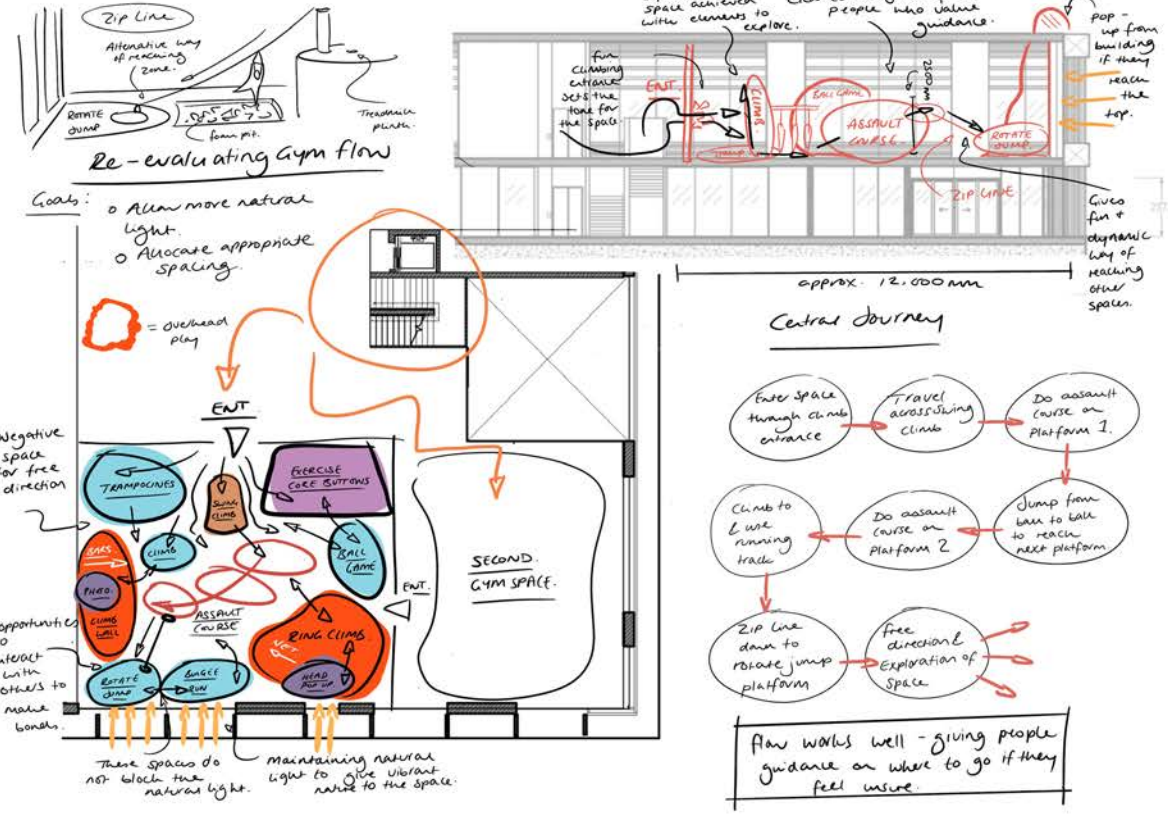 Zip Line
Alternative way
of reaching
zone.
ROTATE
JUMP
foam pit.
Treadmill
plinth.
Re-evaluating Gym flow
Goals:
o Allow more natural
light.
o Allocate appropriate
spacing.
= overhead
play
space achieved
with elements to
explore.
people who value
guidance.
pop-
up from
building
if they
reach
the
top.
fun
climbing
entrance
sets the
tone for
the space.
ENT.
CLIMB.
BALL GAME
ASSAULT
COURSE.
2500mm
ROTATE
JUMP.
ZIP LINE
Gives
fun &
dynamic
way of
reaching
other
spaces.
approx. 12,000mm
Central Journey
Enter space
through climb
entrance
Travel
across swing
climb
Do assault
course on
platform 1.
Jump from
ball to ball
to reach
next platform
Do assault
course on
platform 2
Climb to
& use
running
track
Zip line
down to
rotate jump
platform
free
direction &
Exploration of
space
flow works well - giving people
guidance on where to go if they
feel unsure.
ENT.
Negative
space
for free
direction
TRAMPOLINES
SWING
CLIMB
EXERCISE
CORE BUTTONS
BARS.
CLIMB
BALL
GAME
PHOTO.
CLIMB
WALL
ASSAULT
COURSE
ENT.
SECOND.
GYM SPACE.
RING CLIMB
NET
HEAD
POP UP
ROTATE
JUMP
BUNGEE
RUN
opportunities
to
interact
with
others to
make
bonds.
These spaces do
not block the
natural light.
maintaining natural
light to give vibrant
nature to the space.